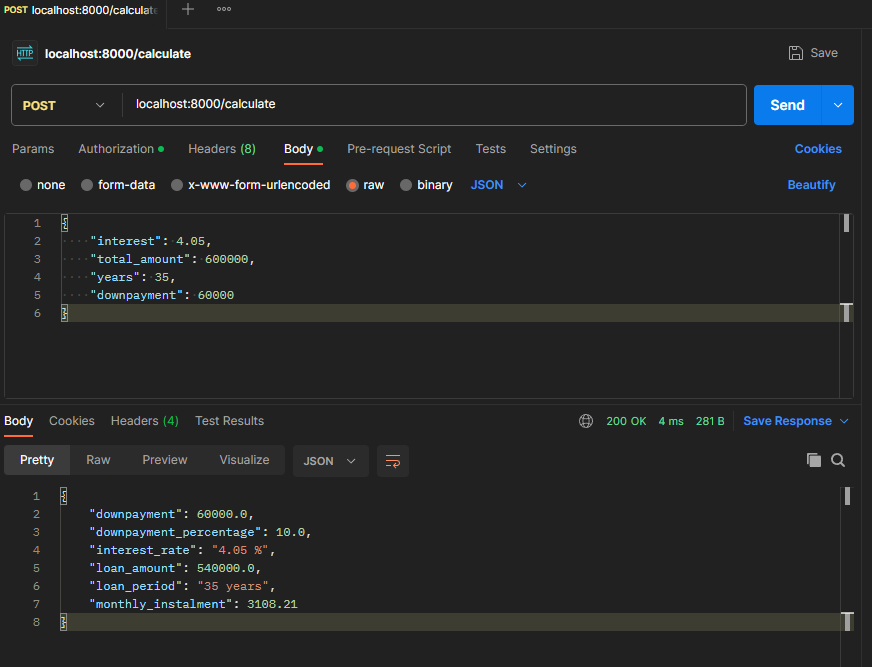 POST localhost:8000/calculate
HTTP localhost:8000/calculate Save
POST localhost:8000/calculate Send
Params Authorization Headers (8) Body Pre-request Script Tests Settings Cookies
none form-data x-www-form-urlencoded raw binary JSON Beautify
1 {
2 "interest": 4.05,
3 "total_amount": 600000,
4 "years": 35,
5 "downpayment": 60000
6 }
Body Cookies Headers (4) Test Results 200 OK 4 ms 281 B Save Response
Pretty Raw Preview Visualize JSON
1 {
2 "downpayment": 60000.0,
3 "downpayment_percentage": 10.0,
4 "interest_rate": "4.05 %",
5 "loan_amount": 540000.0,
6 "loan_period": "35 years",
7 "monthly_instalment": 3108.21
8 }